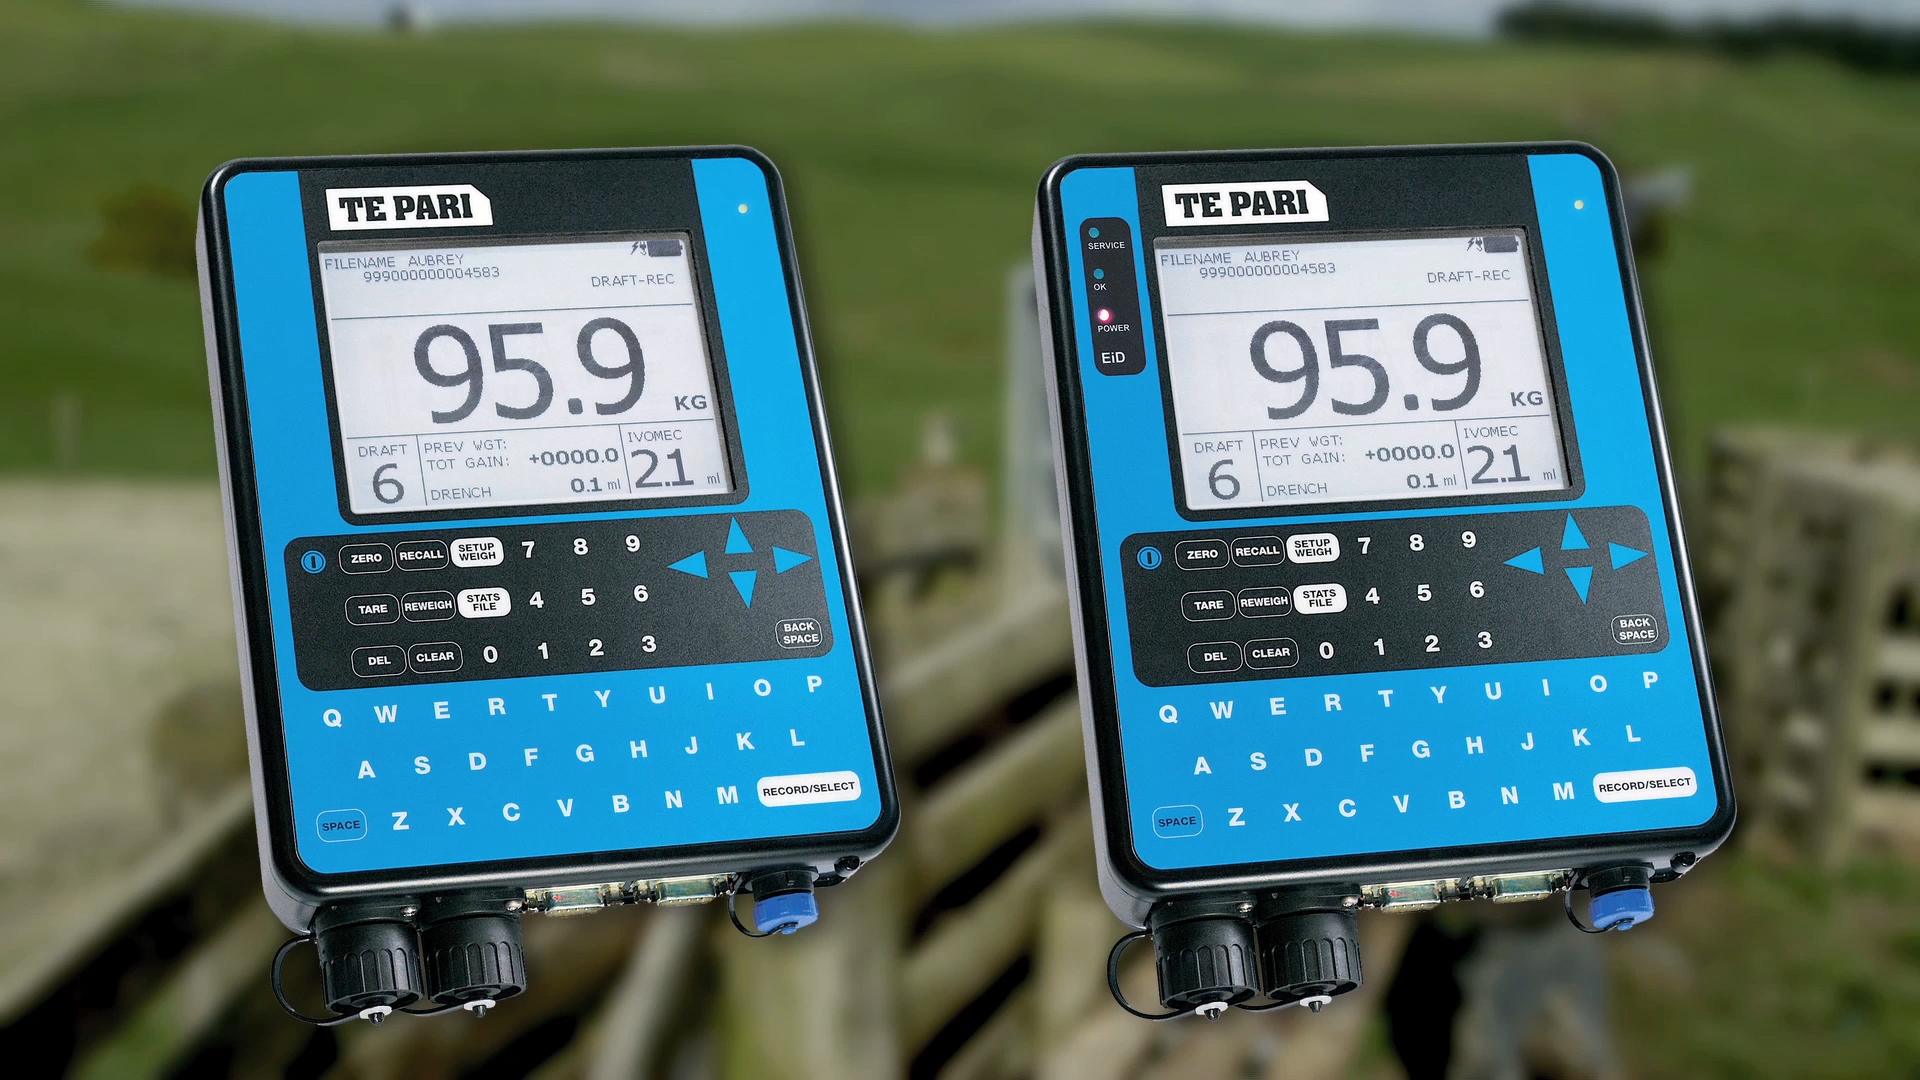 TE PARI
FILENAME AUBREY
999000000004583
DRAFT-REC
95.9
KG
DRAFT
6
PREV WGT:
TOT GAIN: +0000.0
DRENCH 0.1 ml
IVOMEC
2.1 ml
ZERO RECALL SETUP WEIGH 7 8 9
TARE REWEIGH STATS FILE 4 5 6
BACK SPACE
DEL CLEAR 0 1 2 3
Q W E R T Y U I O P
A S D F G H J K L
SPACE Z X C V B N M RECORD/SELECT
TE PARI
SERVICE
OK
POWER
EiD
FILENAME AUBREY
999000000004583
DRAFT-REC
95.9
KG
DRAFT
6
PREV WGT:
TOT GAIN: +0000.0
DRENCH 0.1 ml
IVOMEC
2.1 ml
ZERO RECALL SETUP WEIGH 7 8 9
TARE REWEIGH STATS FILE 4 5 6
BACK SPACE
DEL CLEAR 0 1 2 3
Q W E R T Y U I O P
A S D F G H J K L
SPACE Z X C V B N M RECORD/SELECT